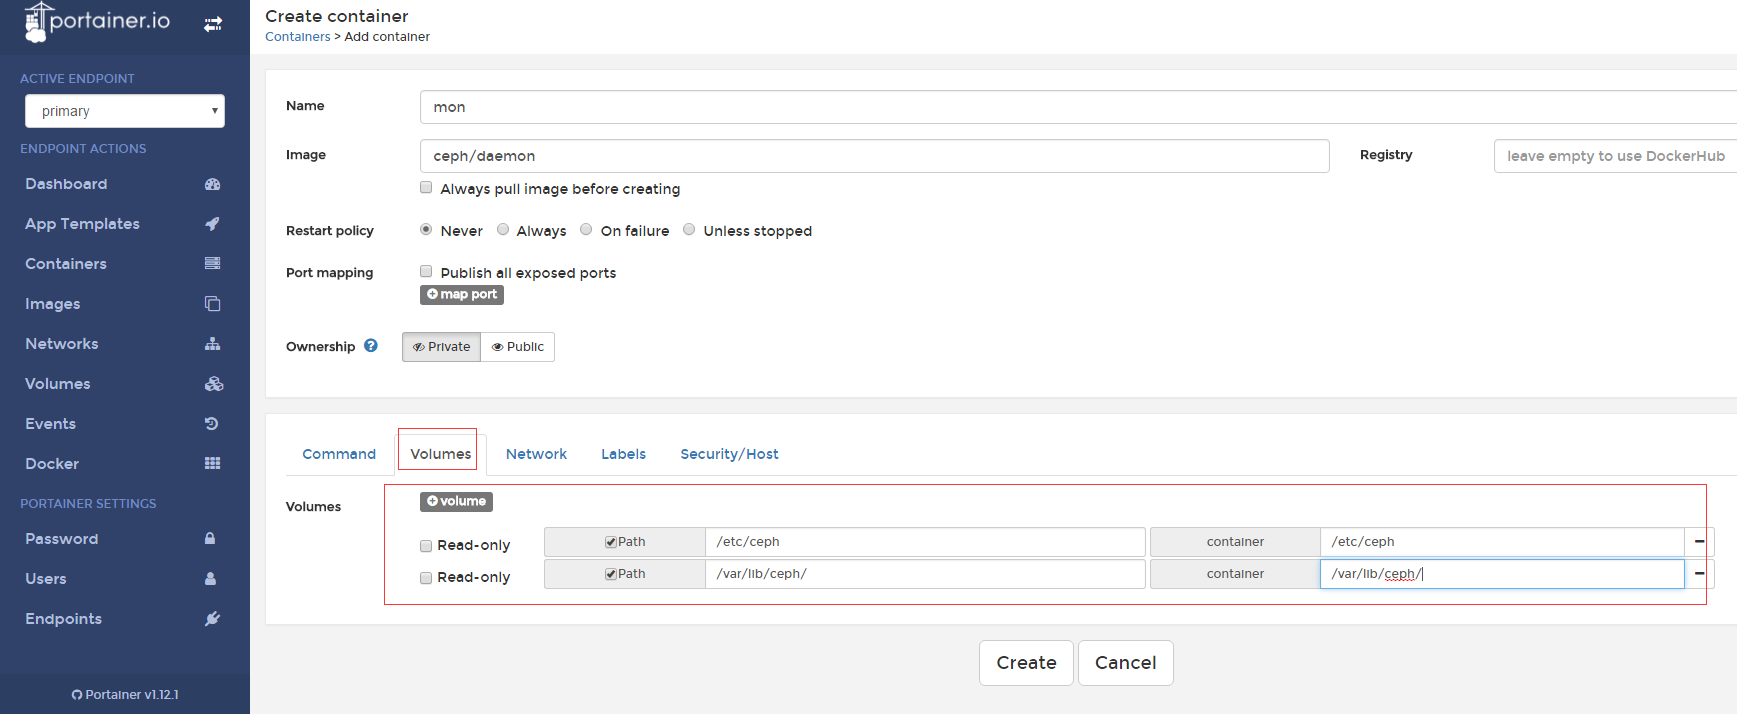 portainer.io
ACTIVE ENDPOINT
primary
ENDPOINT ACTIONS
Dashboard
App Templates
Containers
Images
Networks
Volumes
Events
Docker
PORTAINER SETTINGS
Password
Users
Endpoints
Portainer v1.12.1
Create container
Containers > Add container
Name mon
Image ceph/daemon Registry leave empty to use DockerHub
Always pull image before creating
Restart policy Never Always On failure Unless stopped
Port mapping Publish all exposed ports
map port
Ownership Private Public
Command Volumes Network Labels Security/Host
Volumes volume
Read-only Path /etc/ceph container /etc/ceph
Read-only Path /var/lib/ceph/ container /var/lib/ceph/
Create Cancel